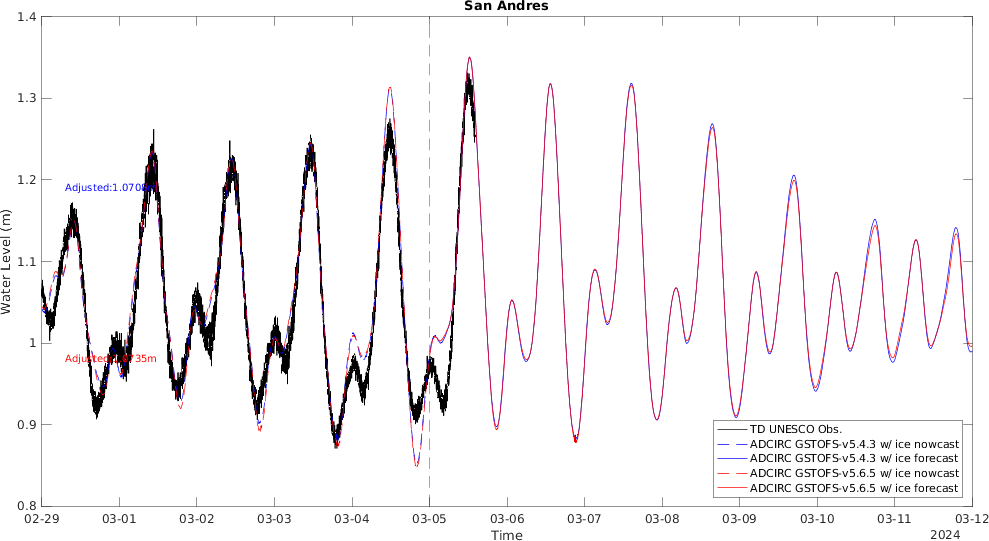 San Andres
Water Level (m)
1.4
1.3
1.2
1.1
1
0.9
0.8
Adjusted:1.070
Adjusted: 735m
TD UNESCO Obs.
ADCIRC GSTOFS-v5.4.3 w/ ice nowcast
ADCIRC GSTOFS-v5.4.3 w/ ice forecast
ADCIRC GSTOFS-v5.6.5 w/ ice nowcast
ADCIRC GSTOFS-v5.6.5 w/ ice forecast
02-29 03-01 03-02 03-03 03-04 03-05 03-06 03-07 03-08 03-09 03-10 03-11 03-12
Time
2024